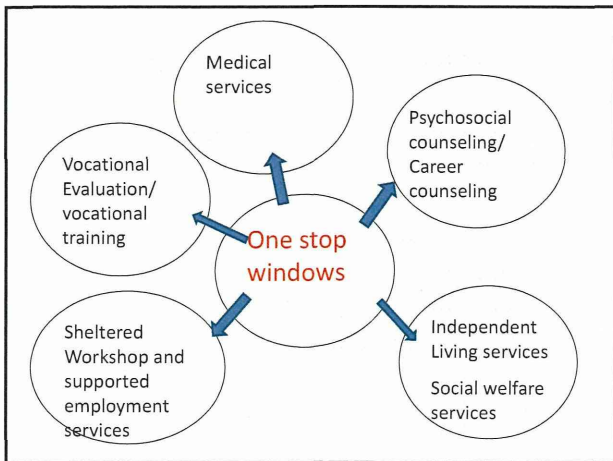 Medical
services
Psychosocial
counseling/
Career
counseling
Vocational
Evaluation/
vocational
training
One stop
windows
Sheltered
Workshop and
supported
employment
services
Independent
Living services
Social welfare
services